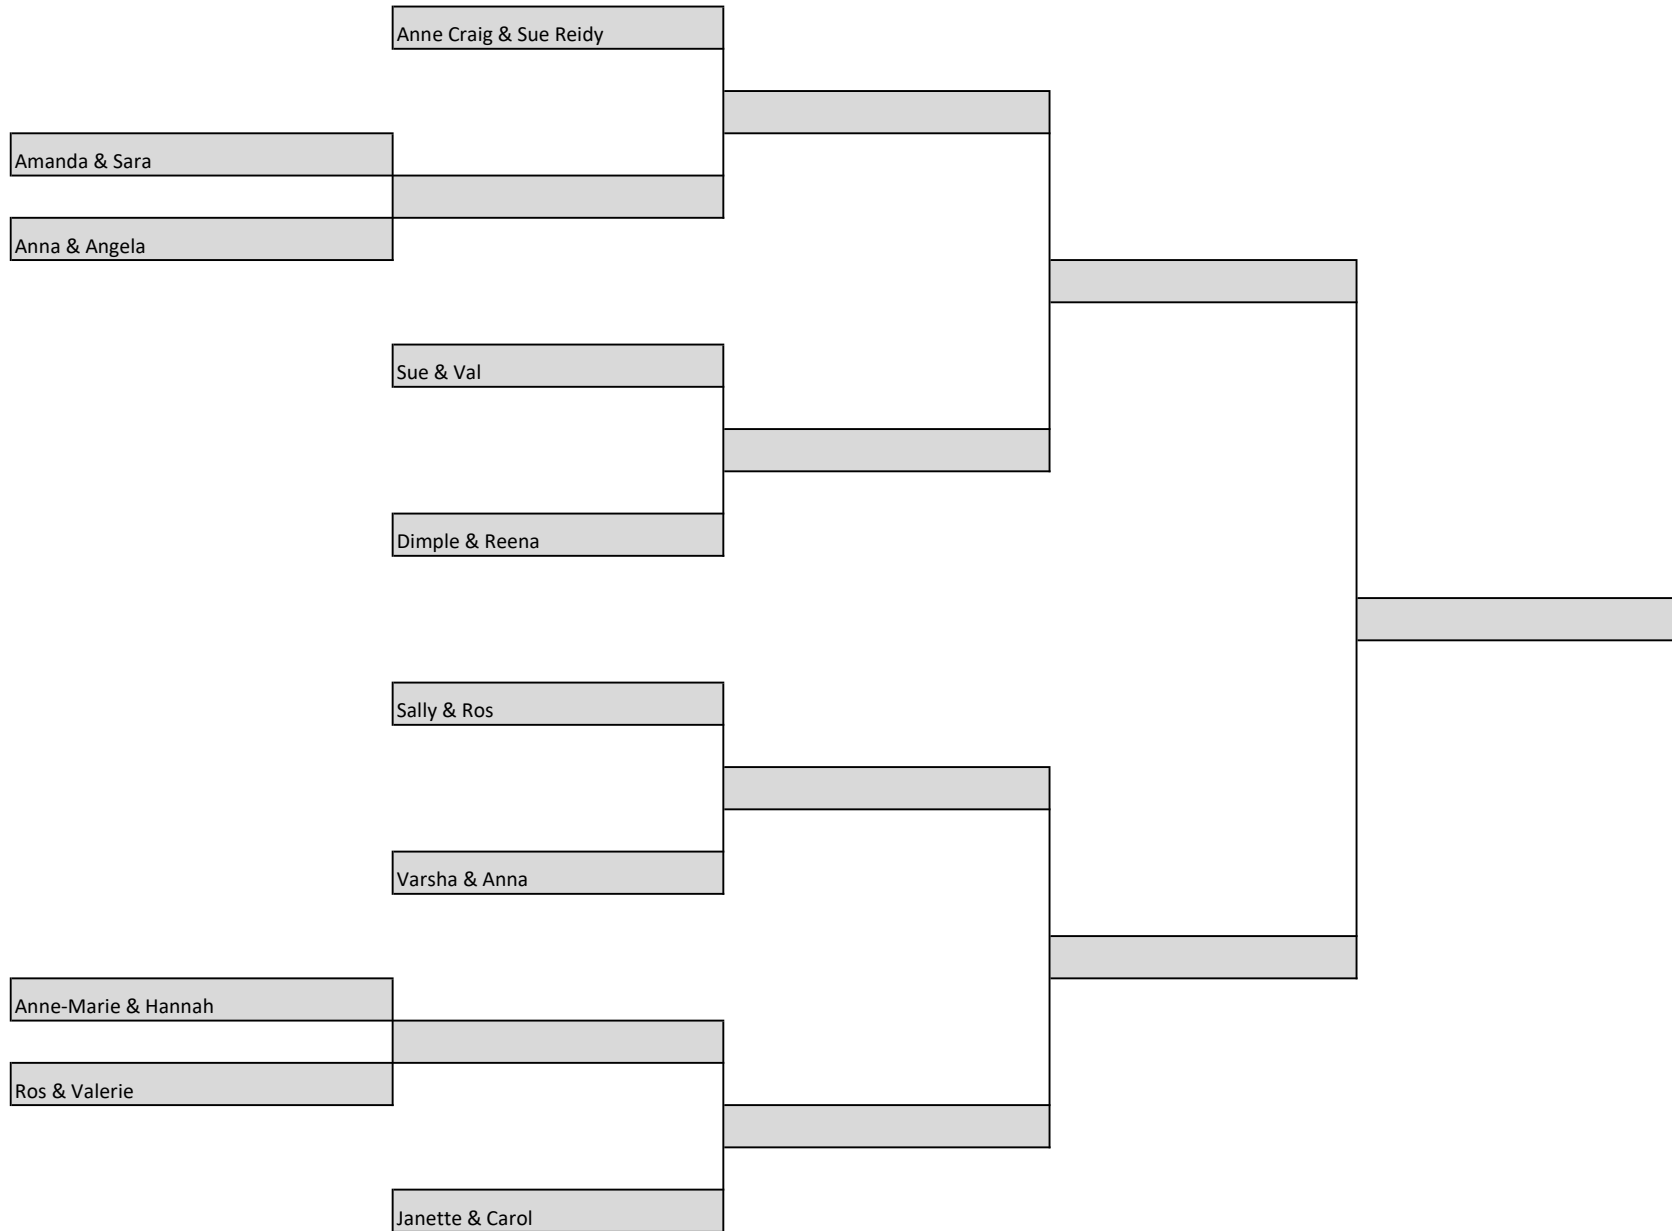 Anne Craig & Sue Reidy
Amanda & Sara
Anna & Angela
Sue & Val
Dimple & Reena
Sally & Ros
Varsha & Anna
Anne-Marie & Hannah
Ros & Valerie
Janette & Carol